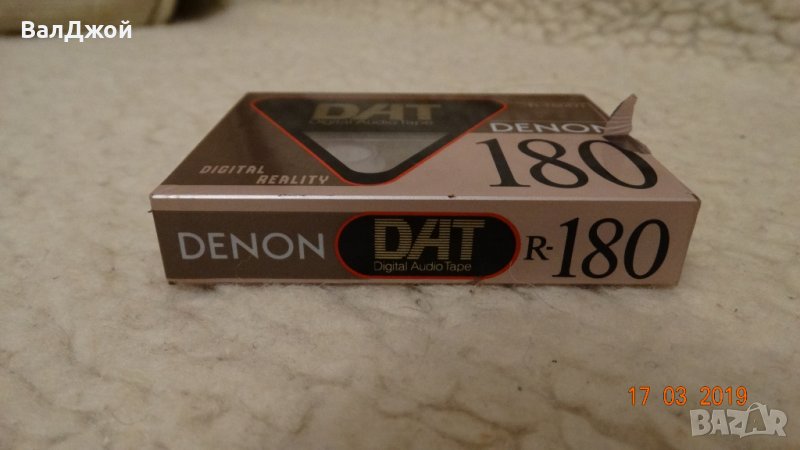 ВалДжой
DAT
Digital Audio Tape
DENON
180
DIGITAL
REALITY
DENON
DAT
Digital Audio Tape
R-180
17 03 2019
BAZAR